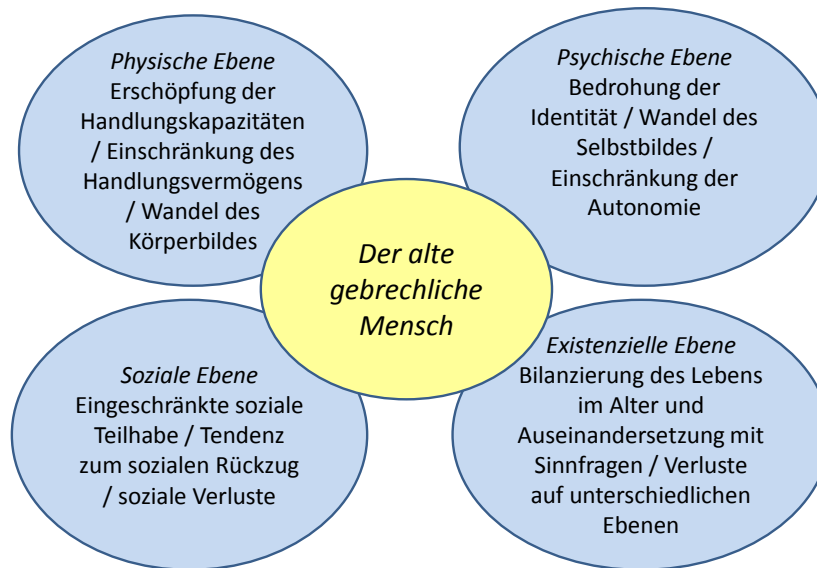 Physische Ebene
Erschöpfung der
Handlungskapazitäten
/ Einschränkung des
Handlungsvermögens
/ Wandel des
Körperbildes
Psychische Ebene
Bedrohung der
Identität / Wandel des
Selbstbildes /
Einschränkung der
Autonomie
Der alte
gebrechliche
Mensch
Soziale Ebene
Eingeschränkte soziale
Teilhabe / Tendenz
zum sozialen Rückzug
/ soziale Verluste
Existenzielle Ebene
Bilanzierung des Lebens
im Alter und
Auseinandersetzung mit
Sinnfragen / Verluste
auf unterschiedlichen
Ebenen